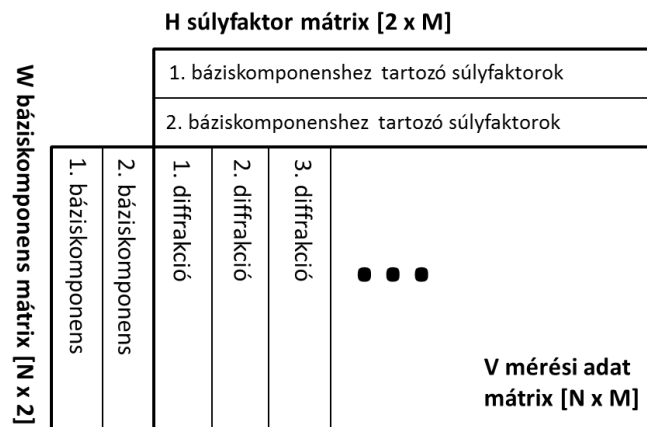 H súlyfaktor mátrix [2 x M]
1. báziskomponenshez tartozó súlyfaktorok
2. báziskomponenshez tartozó súlyfaktorok
W báziskomponens mátrix [N x 2]
1. báziskomponens
2. báziskomponens
1. diffrakció
2. diffrakció
3. diffrakció
...
V mérési adat
mátrix [N x M]